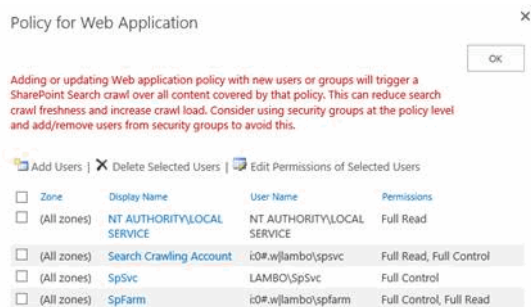 Policy for Web Application
×
OK
Adding or updating Web application policy with new users or groups will trigger a
SharePoint Search crawl over all content covered by that policy. This can reduce search
crawl freshness and increase crawl load. Consider using security groups at the policy level
and add/remove users from security groups to avoid this.
Add Users | Delete Selected Users | Edit Permissions of Selected Users
Zone Display Name User Name Permissions
(All zones) NT AUTHORITY\LOCAL NT AUTHORITY\LOCAL Full Read
SERVICE SERVICE
(All zones) Search Crawling Account i:0#.w|lambo\spsvc Full Read, Full Control
(All zones) SpSvc LAMBO\SpSvc Full Control
(All zones) SpFarm i:0#.w|lambo\spfarm Full Control, Full Read